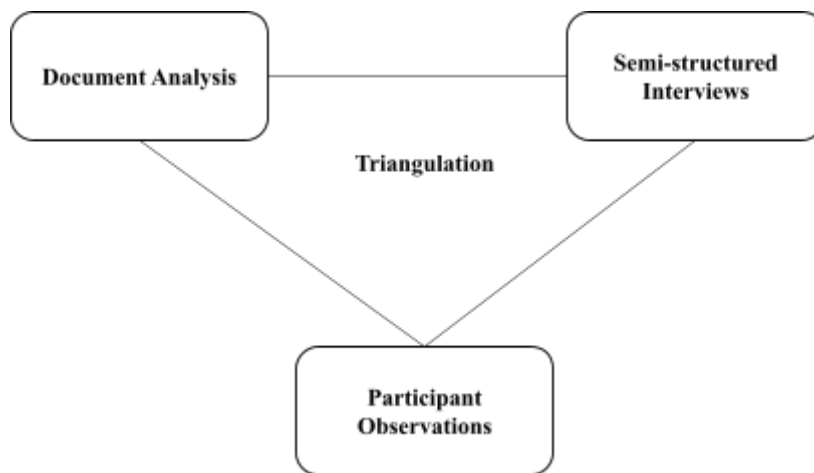 Document Analysis
Semi-structured
Interviews
Triangulation
Participant
Observations